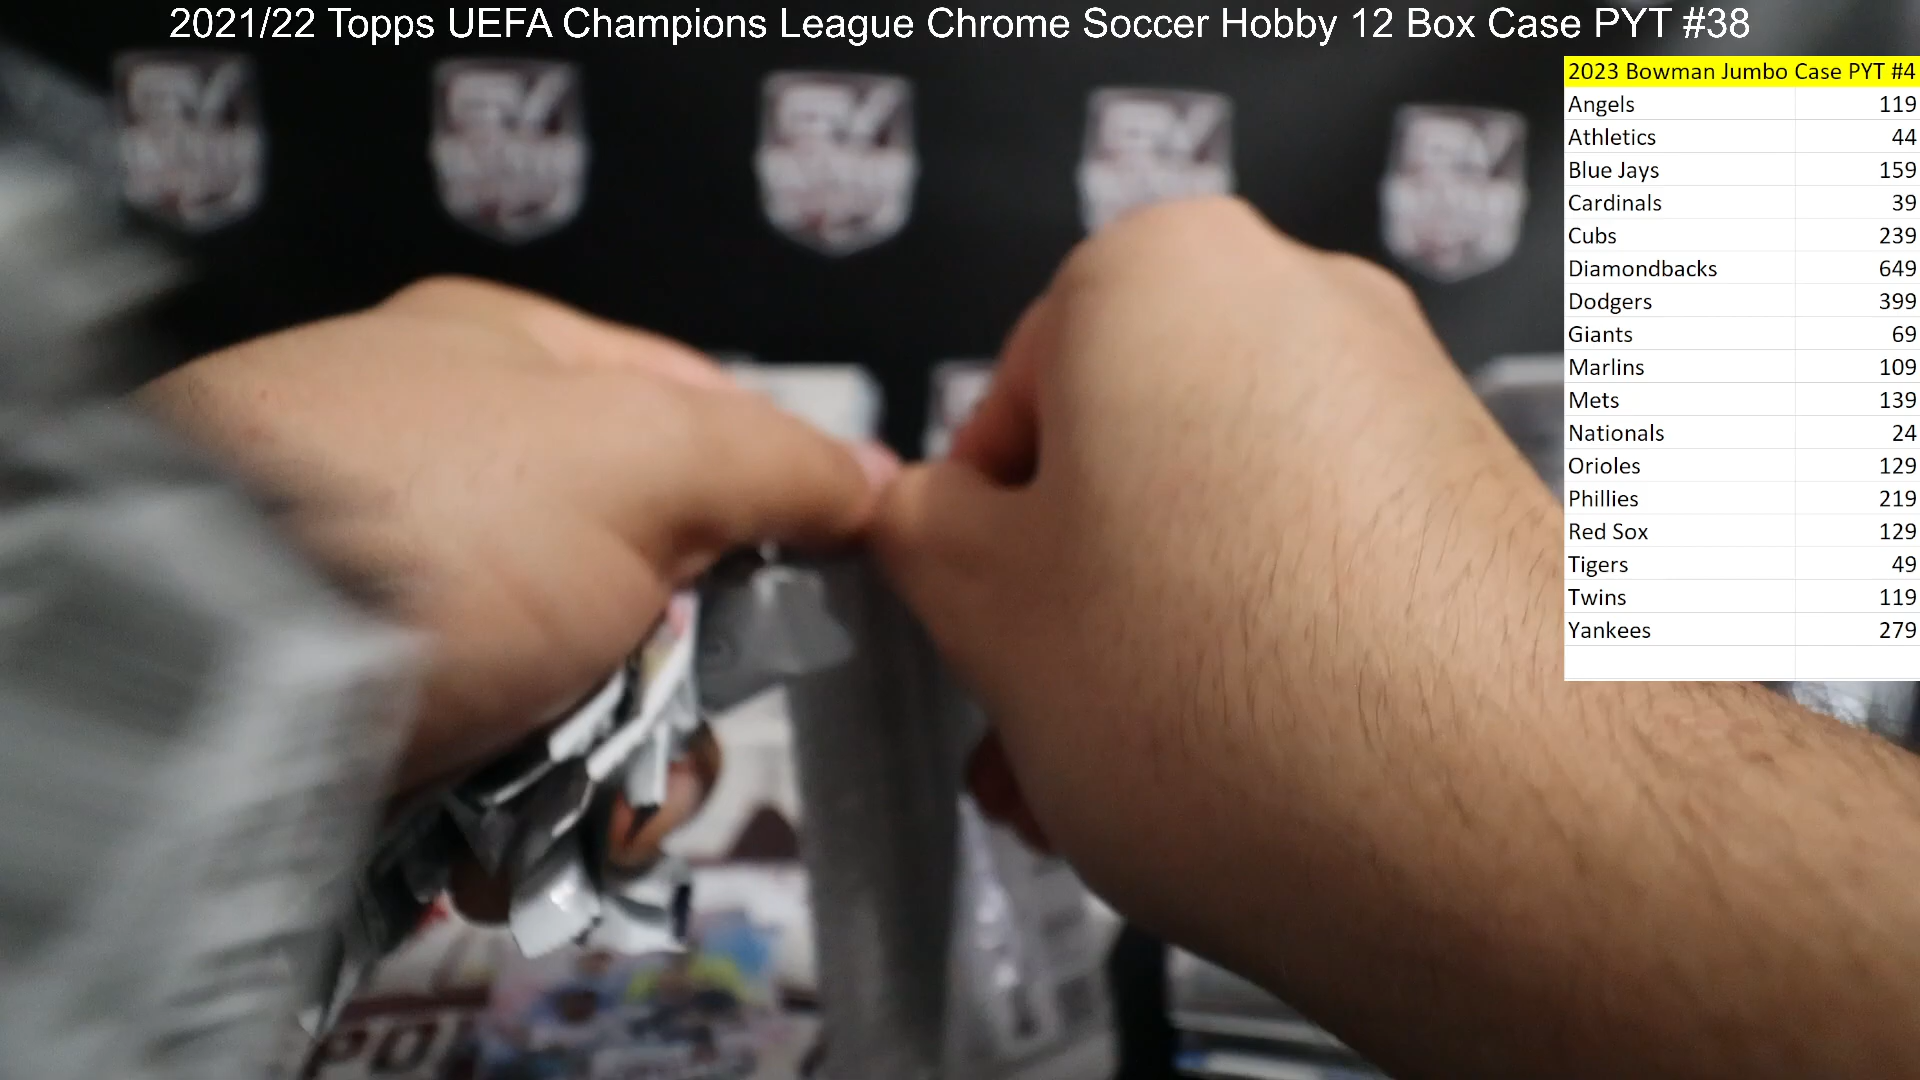 2021/22 Topps UEFA Champions League Chrome Soccer Hobby 12 Box Case PYT #38
2023 Bowman Jumbo Case PYT #4
Angels 119
Athletics 44
Blue Jays 159
Cardinals 39
Cubs 239
Diamondbacks 649
Dodgers 399
Giants 69
Marlins 109
Mets 139
Nationals 24
Orioles 129
Phillies 219
Red Sox 129
Tigers 49
Twins 119
Yankees 279